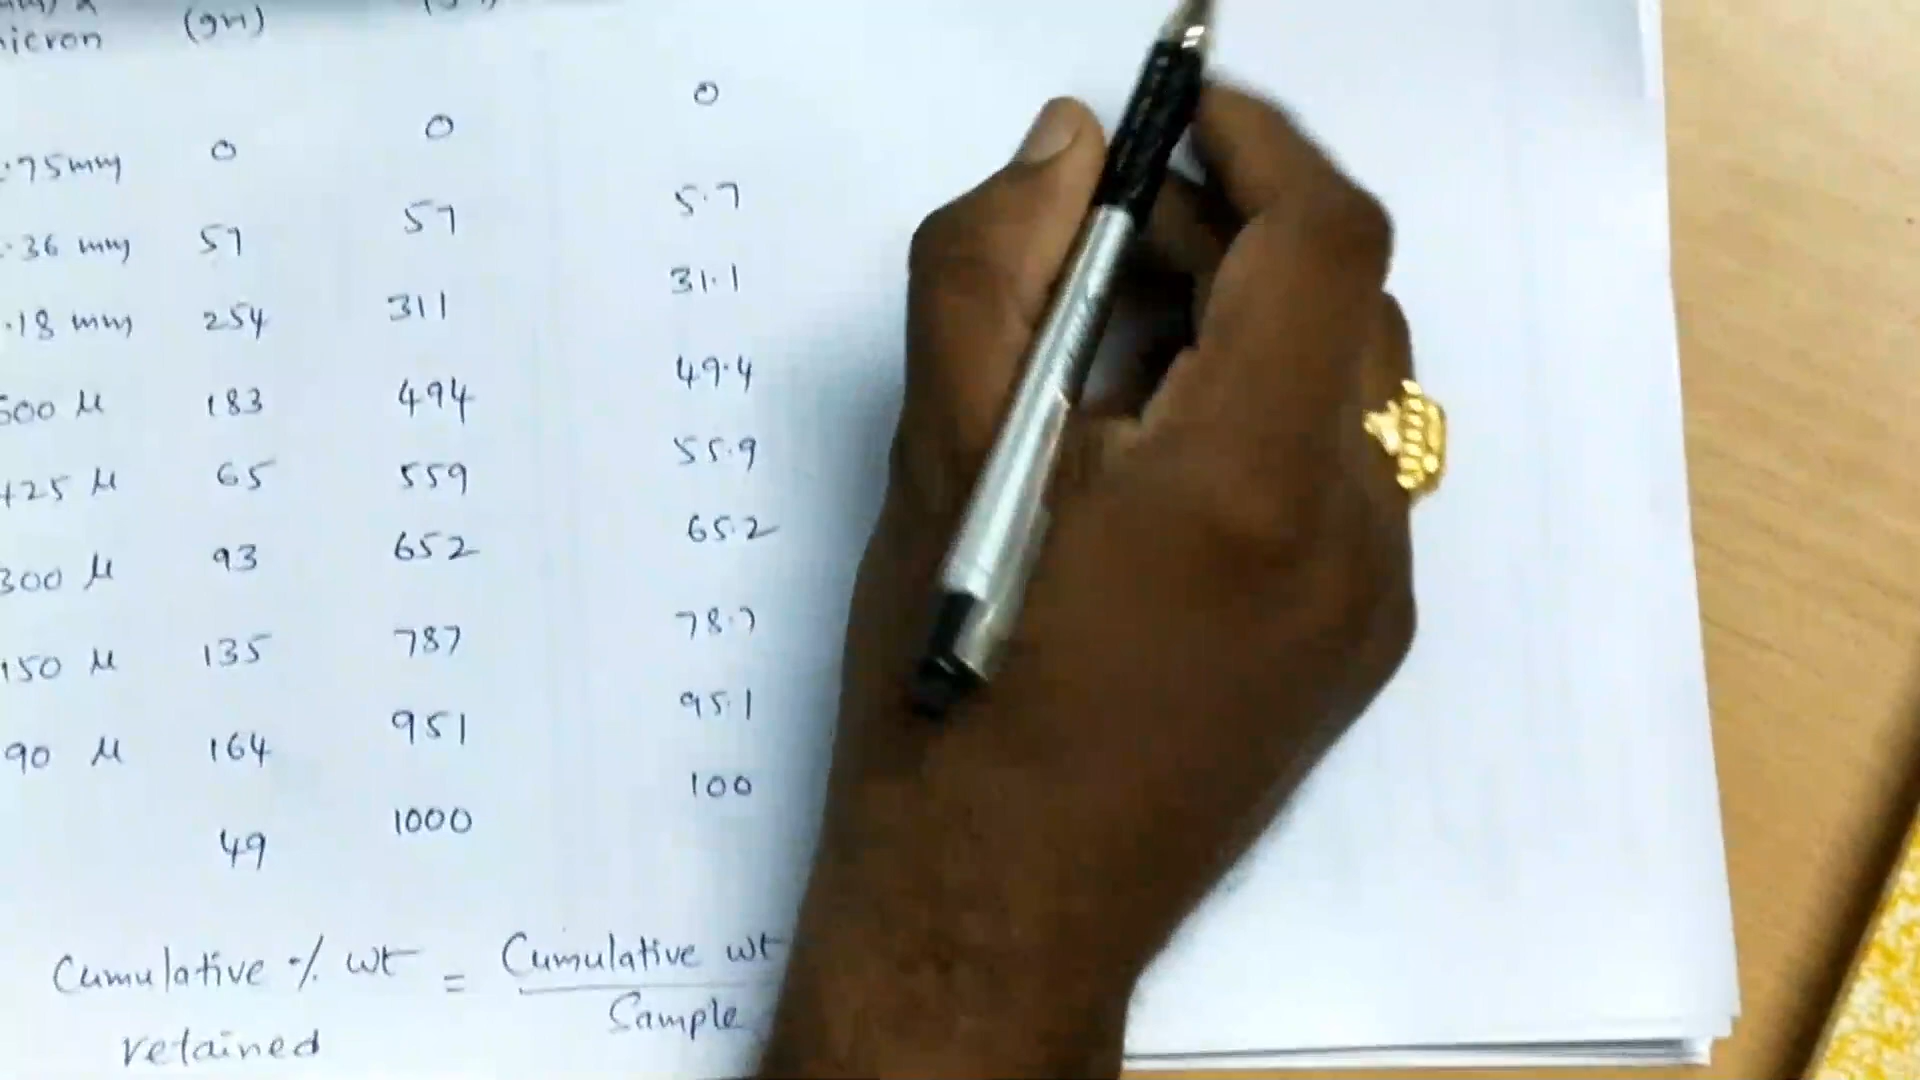 micron (gm)
.75mm 0 0 0
.36 mm 57 57 5.7
.18 mm 254 311 31.1
600 µ 183 494 49.4
425 µ 65 559 55.9
300 µ 93 652 65.2
150 µ 135 787 78.7
90 µ 164 951 95.1
49 1000 100
Cumulative % wt = Cumulative wt
retained Sample